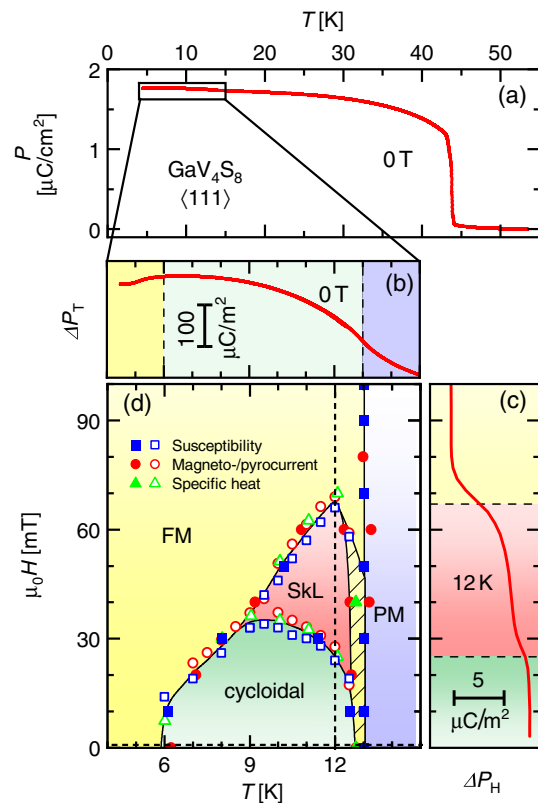 T [K]
0 10 20 30 40 50
(a)
2
1
0
P
[μC/cm²]
0 T
GaV₄S₈
⟨111⟩
(b)
0 T
100
μC/m²
ΔP_T
(d)
(c)
90
60
30
0
μ₀H [mT]
Susceptibility
Magneto-/pyrocurrent
Specific heat
FM
SkL
PM
cycloidal
12 K
5
μC/m²
6 9 12
T [K]
ΔP_H